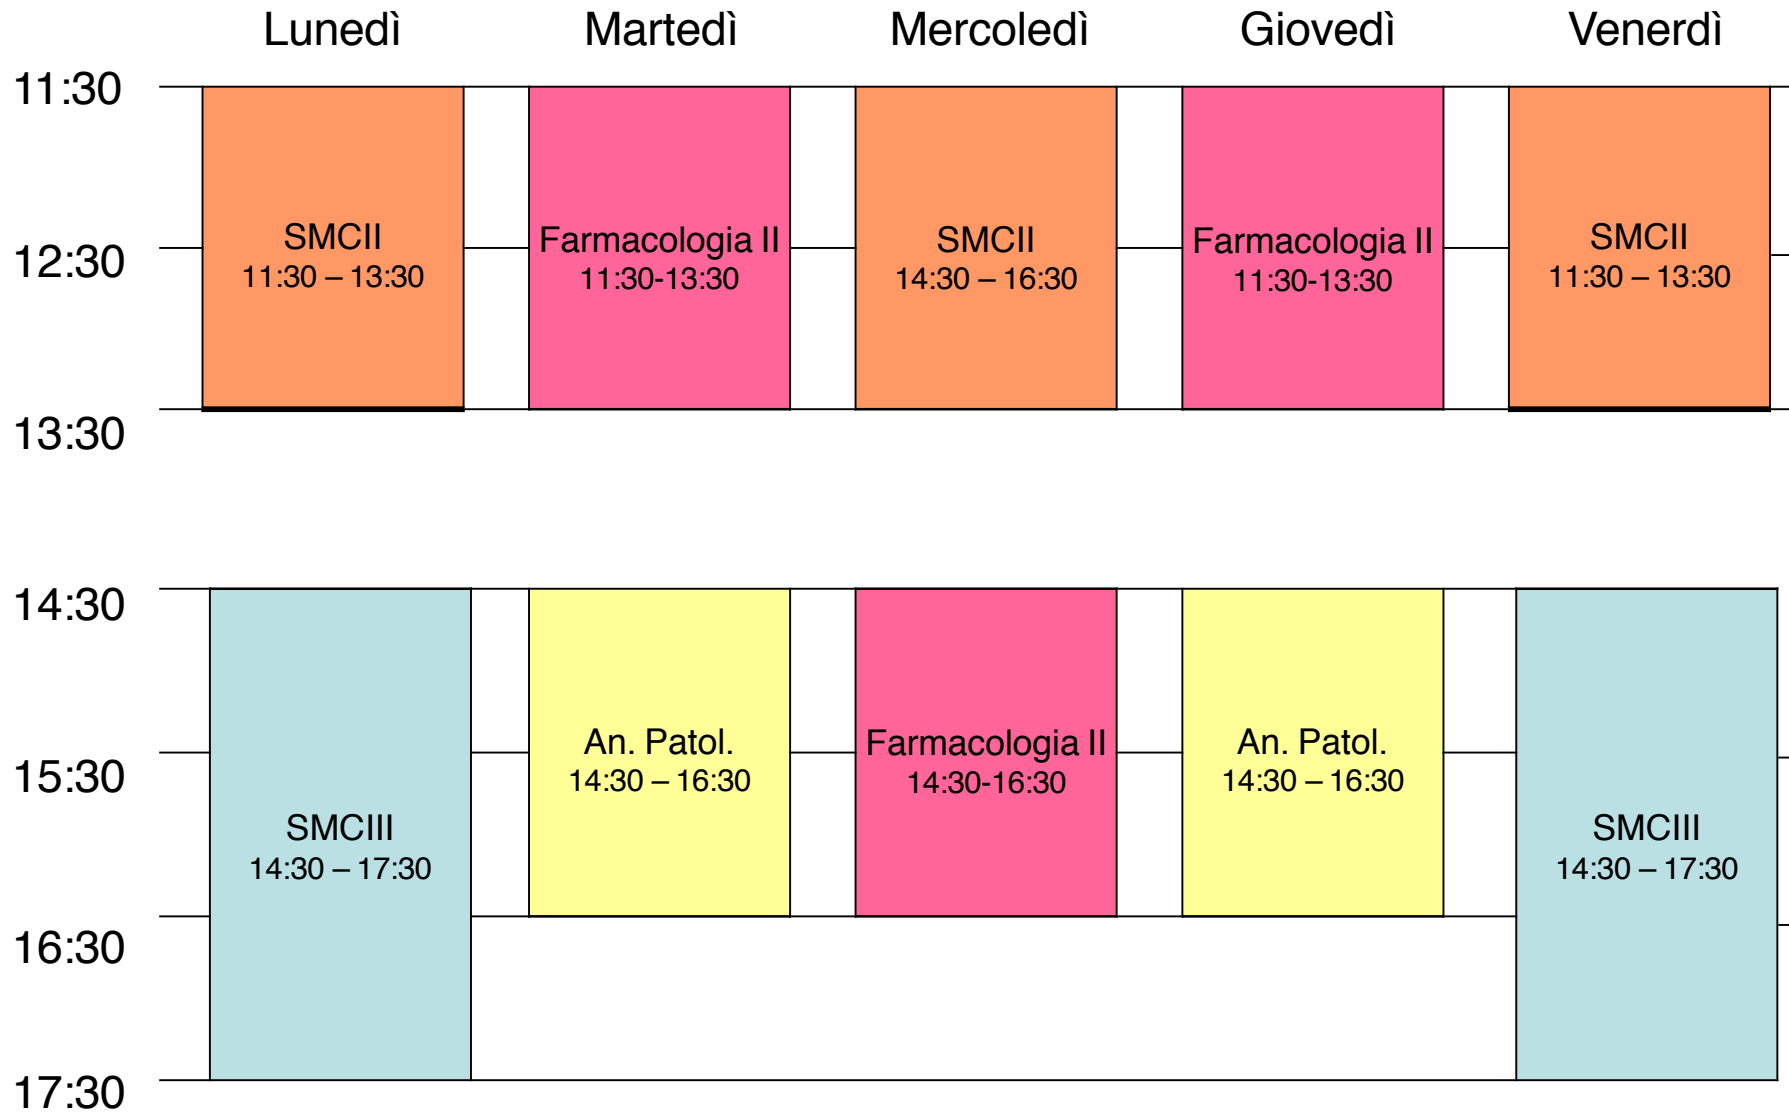 Lunedì Martedì Mercoledì Giovedì Venerdì
11:30
SMCII
11:30 – 13:30
Farmacologia II
11:30-13:30
SMCII
14:30 – 16:30
Farmacologia II
11:30-13:30
SMCII
11:30 – 13:30
12:30
13:30
14:30
An. Patol.
14:30 – 16:30
Farmacologia II
14:30-16:30
An. Patol.
14:30 – 16:30
15:30
SMCIII
14:30 – 17:30
SMCIII
14:30 – 17:30
16:30
17:30